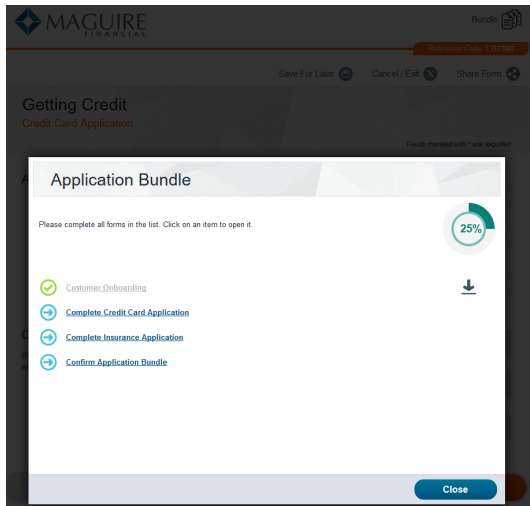 MAGUIRE
FINANCIAL
Bundle
Save For Later
Cancel / Exit
Share Form
Getting Credit
Credit Card Application
Fields marked with * are required
Application Bundle
Please complete all forms in the list. Click on an item to open it.
25%
Customer Onboarding
Complete Credit Card Application
Complete Insurance Application
Confirm Application Bundle
Close